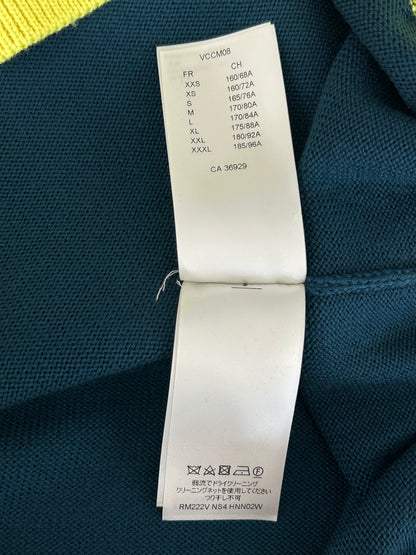 VCCM08
FR CH
XXS 160/68A
XS 160/72A
S 165/76A
M 170/80A
L 170/84A
XL 175/88A
XXL 180/92A
XXXL 185/96A
CA 36929
弱流でドライクリーニング
クリーニングネットを使用してください
つり干し不可
RM222V NS4 HNN02W